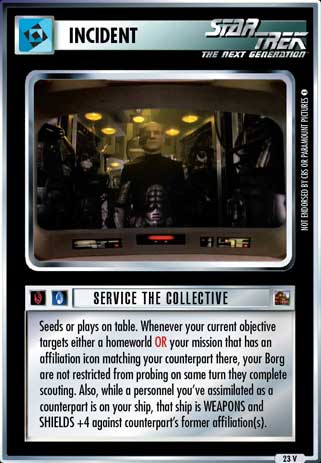 INCIDENT
STAR TREK
THE NEXT GENERATION
NOT ENDORSED BY CBS OR PARAMOUNT PICTURES
SERVICE THE COLLECTIVE
Seeds or plays on table. Whenever your current objective
targets either a homeworld OR your mission that has an
affiliation icon matching your counterpart there, your Borg
are not restricted from probing on same turn they complete
scouting. Also, while a personnel you've assimilated as a
counterpart is on your ship, that ship is WEAPONS and
SHIELDS +4 against counterpart's former affiliation(s).
23 V